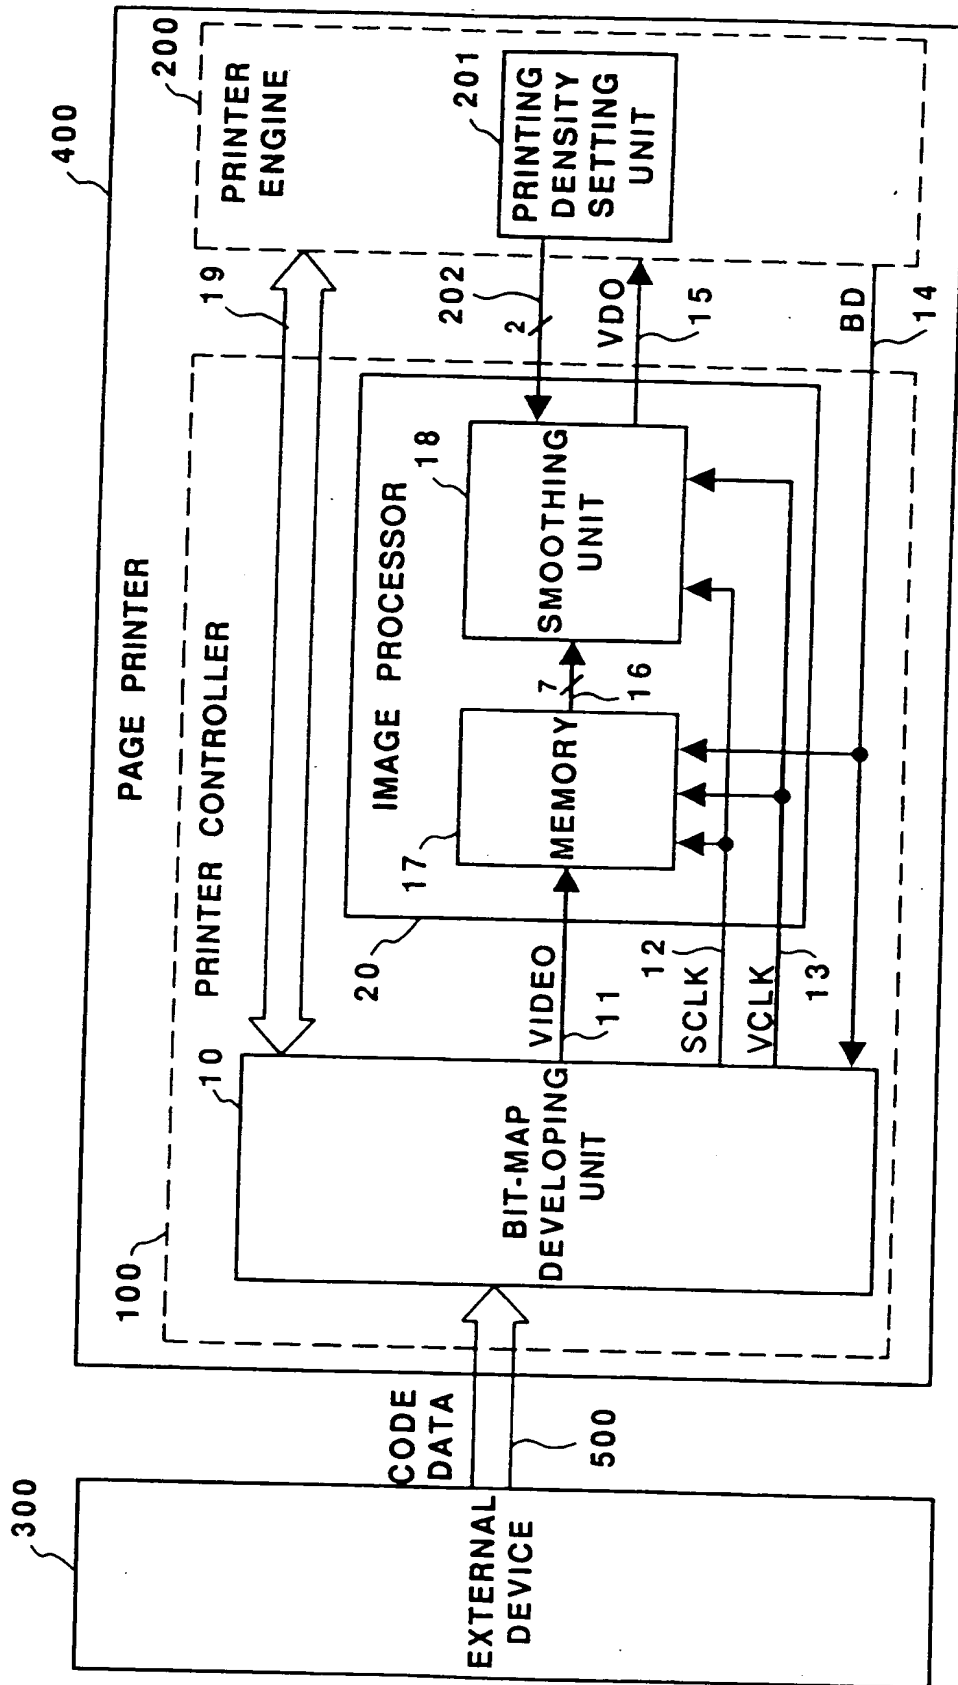 300
EXTERNAL
DEVICE
CODE
DATA
500
PAGE PRINTER
400
100
PRINTER CONTROLLER
10
BIT-MAP
DEVELOPING
UNIT
19
VIDEO
11
SCLK
12
VCLK
13
20
IMAGE PROCESSOR
17
MEMORY
7
16
18
SMOOTHING
UNIT
2
202
VDO
15
BD
14
200
PRINTER
ENGINE
201
PRINTING
DENSITY
SETTING
UNIT